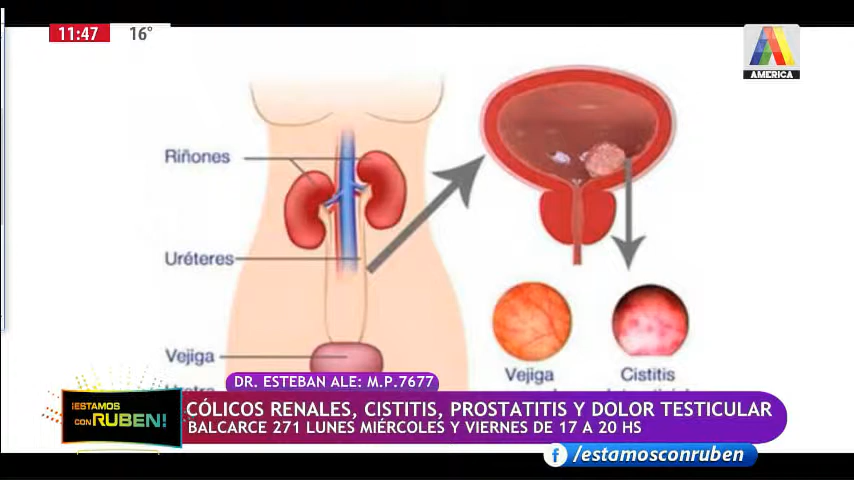 11:47
16°
AMERICA
Riñones
Uréteres
Vejiga
Vejiga
Cistitis
DR. ESTEBAN ALE: M.P.7677
¡ESTAMOS
CON RUBEN!
CÓLICOS RENALES, CISTITIS, PROSTATITIS Y DOLOR TESTICULAR
BALCARCE 271 LUNES MIÉRCOLES Y VIERNES DE 17 A 20 HS
f /estamosconruben